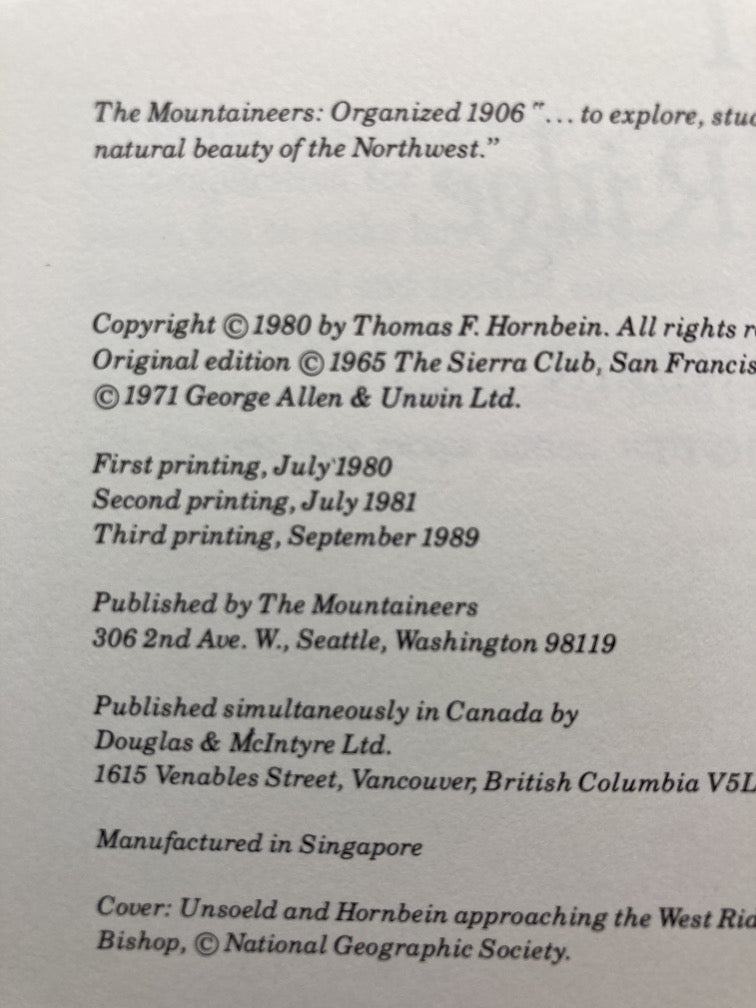 The Mountaineers: Organized 1906 "... to explore, stu
natural beauty of the Northwest."
Copyright © 1980 by Thomas F. Hornbein. All rights r
Original edition © 1965 The Sierra Club, San Francis
© 1971 George Allen & Unwin Ltd.
First printing, July 1980
Second printing, July 1981
Third printing, September 1989
Published by The Mountaineers
306 2nd Ave. W., Seattle, Washington 98119
Published simultaneously in Canada by
Douglas & McIntyre Ltd.
1615 Venables Street, Vancouver, British Columbia V5L
Manufactured in Singapore
Cover: Unsoeld and Hornbein approaching the West Rid
Bishop, © National Geographic Society.